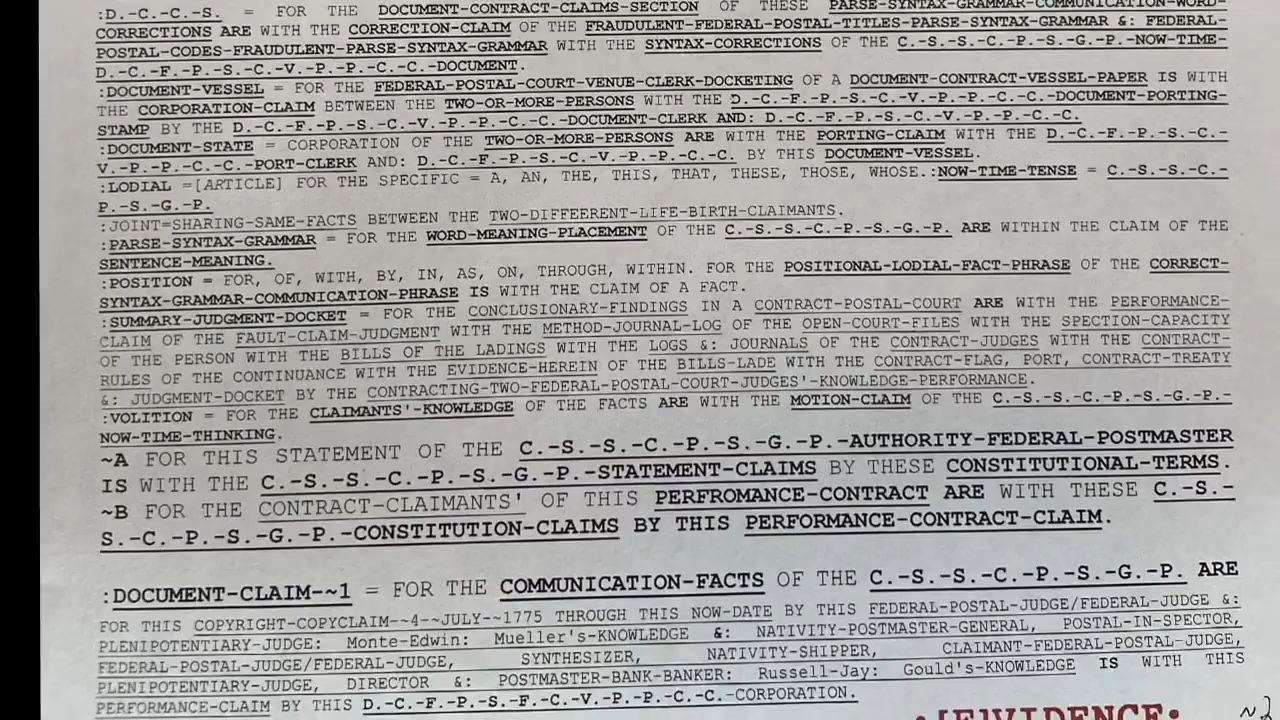 :D.-C.-C.-S. = FOR THE DOCUMENT-CONTRACT-CLAIMS-SECTION OF THESE PARSE-SYNTAX-GRAMMAR-COMMUNICATION-WORD-
CORRECTIONS ARE WITH THE CORRECTION-CLAIM OF THE FRAUDULENT-FEDERAL-POSTAL-TITLES-PARSE-SYNTAX-GRAMMAR &: FEDERAL-
POSTAL-CODES-FRAUDULENT-PARSE-SYNTAX-GRAMMAR WITH THE SYNTAX-CORRECTIONS OF THE C.-S.-S.-C.-P.-S.-G.-P.-NOW-TIME-
D.-C.-F.-P.-S.-C.-V.-P.-P.-C.-C.-DOCUMENT.
:DOCUMENT-VESSEL = FOR THE FEDERAL-POSTAL-COURT-VENUE-CLERK-DOCKETING OF A DOCUMENT-CONTRACT-VESSEL-PAPER IS WITH
THE CORPORATION-CLAIM BETWEEN THE TWO-OR-MORE-PERSONS WITH THE D.-C.-F.-P.-S.-C.-V.-P.-P.-C.-C.-DOCUMENT-PORTING-
STAMP BY THE D.-C.-F.-P.-S.-C.-V.-P.-P.-C.-C.-DOCUMENT-CLERK AND: D.-C.-F.-P.-S.-C.-V.-P.-P.-C.-C.
:DOCUMENT-STATE = CORPORATION OF THE TWO-OR-MORE-PERSONS ARE WITH THE PORTING-CLAIM WITH THE D.-C.-F.-P.-S.-C.-
V.-P.-P.-C.-C.-PORT-CLERK AND: D.-C.-F.-P.-S.-C.-V.-P.-P.-C.-C. BY THIS DOCUMENT-VESSEL.
:LODIAL =[ARTICLE] FOR THE SPECIFIC = A, AN, THE, THIS, THAT, THESE, THOSE, WHOSE.:NOW-TIME-TENSE = C.-S.-S.-C.-
P.-S.-G.-P.
:JOINT=SHARING-SAME-FACTS BETWEEN THE TWO-DIFFEERENT-LIFE-BIRTH-CLAIMANTS.
:PARSE-SYNTAX-GRAMMAR = FOR THE WORD-MEANING-PLACEMENT OF THE C.-S.-S.-C.-P.-S.-G.-P. ARE WITHIN THE CLAIM OF THE
SENTENCE-MEANING.
:POSITION = FOR, OF, WITH, BY, IN, AS, ON, THROUGH, WITHIN. FOR THE POSITIONAL-LODIAL-FACT-PHRASE OF THE CORRECT-
SYNTAX-GRAMMAR-COMMUNICATION-PHRASE IS WITH THE CLAIM OF A FACT.
:SUMMARY-JUDGMENT-DOCKET = FOR THE CONCLUSIONARY-FINDINGS IN A CONTRACT-POSTAL-COURT ARE WITH THE PERFORMANCE-
CLAIM OF THE FAULT-CLAIM-JUDGMENT WITH THE METHOD-JOURNAL-LOG OF THE OPEN-COURT-FILES WITH THE SPECTION-CAPACITY
OF THE PERSON WITH THE BILLS OF THE LADINGS WITH THE LOGS &: JOURNALS OF THE CONTRACT-JUDGES WITH THE CONTRACT-
RULES OF THE CONTINUANCE WITH THE EVIDENCE-HEREIN OF THE BILLS-LADE WITH THE CONTRACT-FLAG, PORT, CONTRACT-TREATY
&: JUDGMENT-DOCKET BY THE CONTRACTING-TWO-FEDERAL-POSTAL-COURT-JUDGES'-KNOWLEDGE-PERFORMANCE.
:VOLITION = FOR THE CLAIMANTS'-KNOWLEDGE OF THE FACTS ARE WITH THE MOTION-CLAIM OF THE C.-S.-S.-C.-P.-S.-G.-P.-
NOW-TIME-THINKING.
~A FOR THIS STATEMENT OF THE C.-S.-S.-C.-P.-S.-G.-P.-AUTHORITY-FEDERAL-POSTMASTER
IS WITH THE C.-S.-S.-C.-P.-S.-G.-P.-STATEMENT-CLAIMS BY THESE CONSTITUTIONAL-TERMS.
~B FOR THE CONTRACT-CLAIMANTS' OF THIS PERFROMANCE-CONTRACT ARE WITH THESE C.-S.-
S.-C.-P.-S.-G.-P.-CONSTITUTION-CLAIMS BY THIS PERFORMANCE-CONTRACT-CLAIM.
:DOCUMENT-CLAIM-~1 = FOR THE COMMUNICATION-FACTS OF THE C.-S.-S.-C.-P.-S.-G.-P. ARE
FOR THIS COPYRIGHT-COPYCLAIM-~4-~JULY-~1775 THROUGH THIS NOW-DATE BY THIS FEDERAL-POSTAL-JUDGE/FEDERAL-JUDGE &:
PLENIPOTENTIARY-JUDGE: Monte-Edwin: Mueller's-KNOWLEDGE &: NATIVITY-POSTMASTER-GENERAL, POSTAL-IN-SPECTOR,
FEDERAL-POSTAL-JUDGE/FEDERAL-JUDGE, SYNTHESIZER, NATIVITY-SHIPPER, CLAIMANT-FEDERAL-POSTAL-JUDGE,
PLENIPOTENTIARY-JUDGE, DIRECTOR &: POSTMASTER-BANK-BANKER: Russell-Jay: Gould's-KNOWLEDGE IS WITH THIS
PERFORMANCE-CLAIM BY THIS D.-C.-F.-P.-S.-F.-C.-V.-P.-P.-C.-C.-CORPORATION.
:[E]VIDENCE: ~2